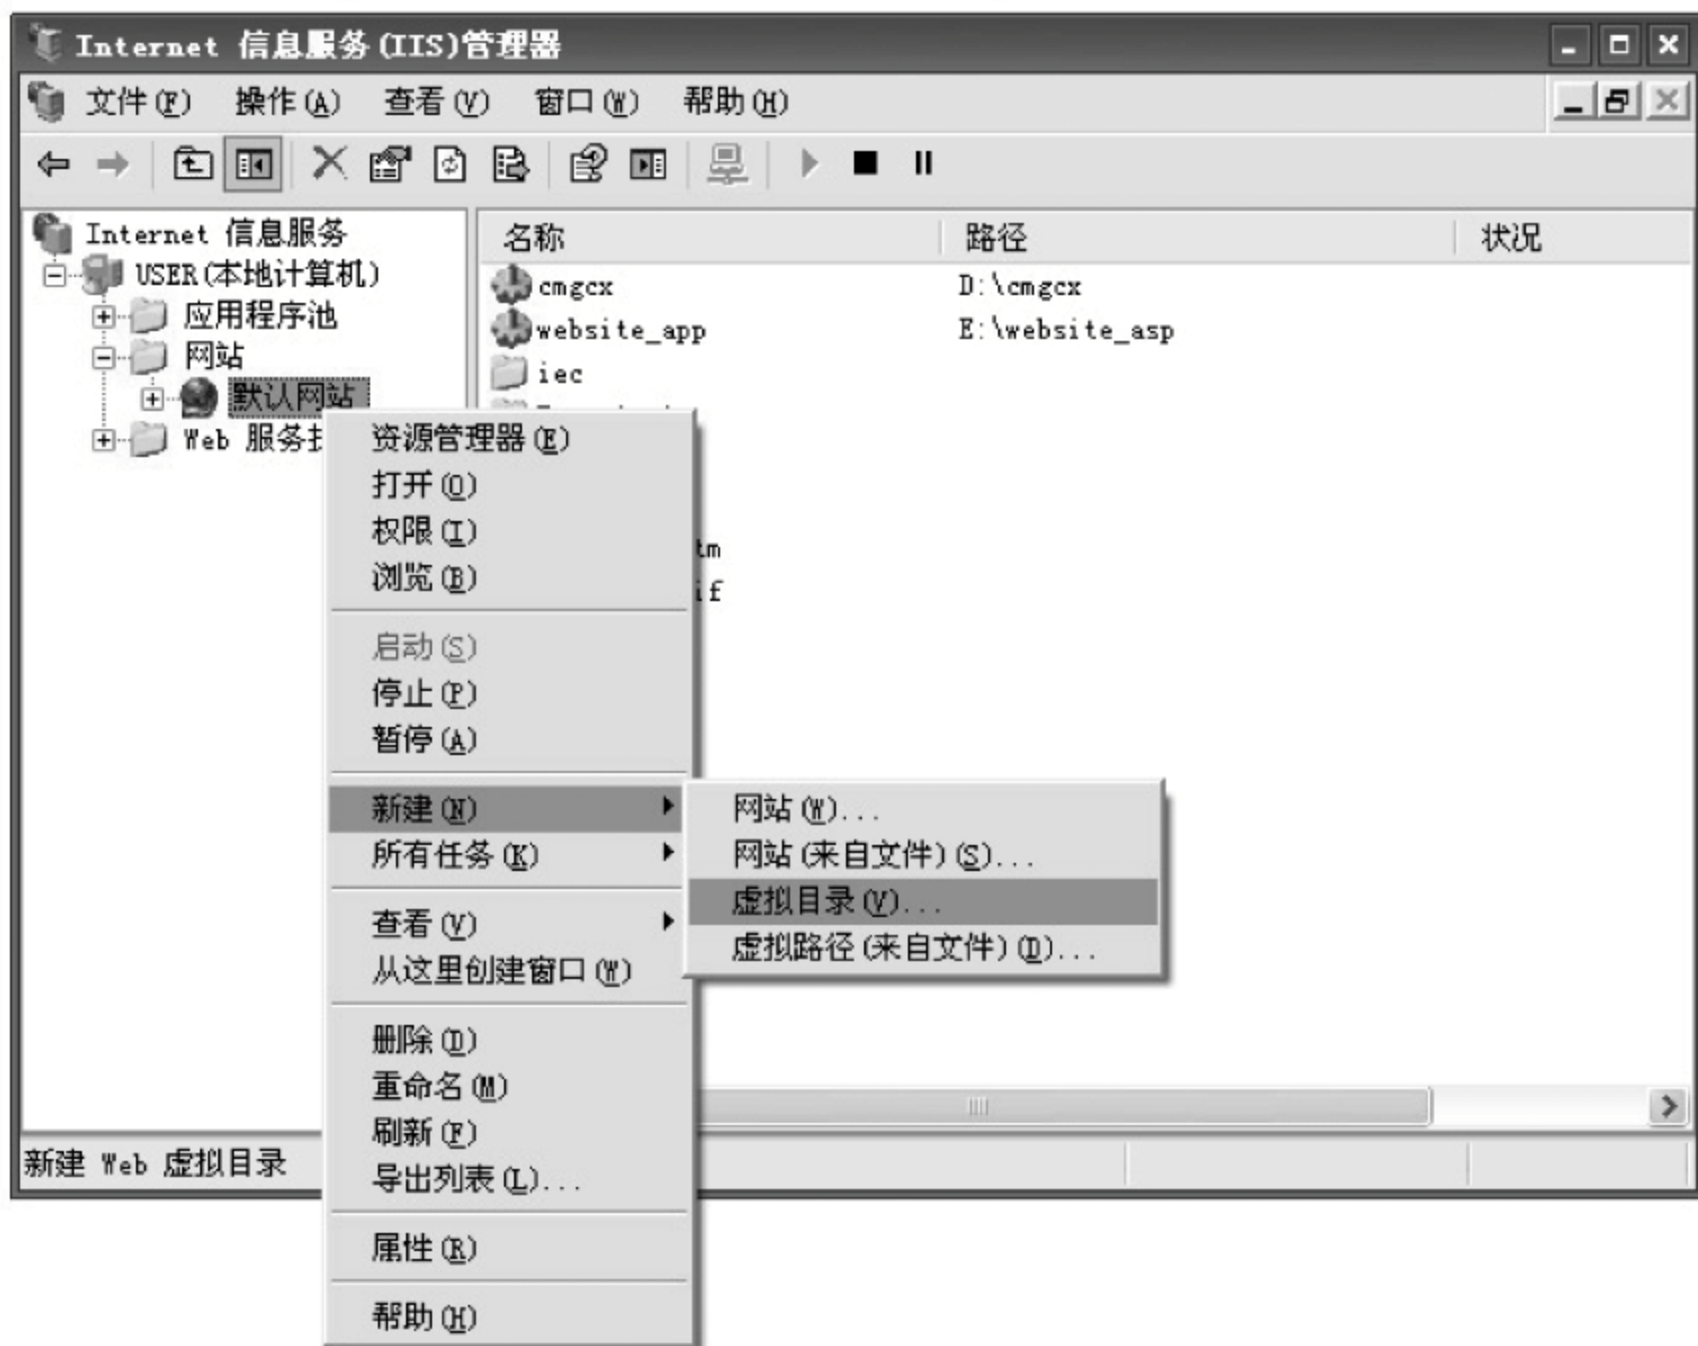 Internet 信息服务(IIS)管理器
文件(F) 操作(A) 查看(V) 窗口(W) 帮助(H)
Internet 信息服务
USER(本地计算机)
应用程序池
网站
默认网站
Web 服务
名称 路径 状况
cmgcx D:\cmgcx
website_app E:\website_asp
iec
tm
if
资源管理器(E)
打开(O)
权限(I)
浏览(B)
启动(S)
停止(P)
暂停(A)
新建(N)
所有任务(K)
查看(V)
从这里创建窗口(W)
删除(D)
重命名(M)
刷新(F)
导出列表(L)...
属性(R)
帮助(H)
网站(W)...
网站(来自文件)(S)...
虚拟目录(V)...
虚拟路径(来自文件)(D)...
新建 Web 虚拟目录